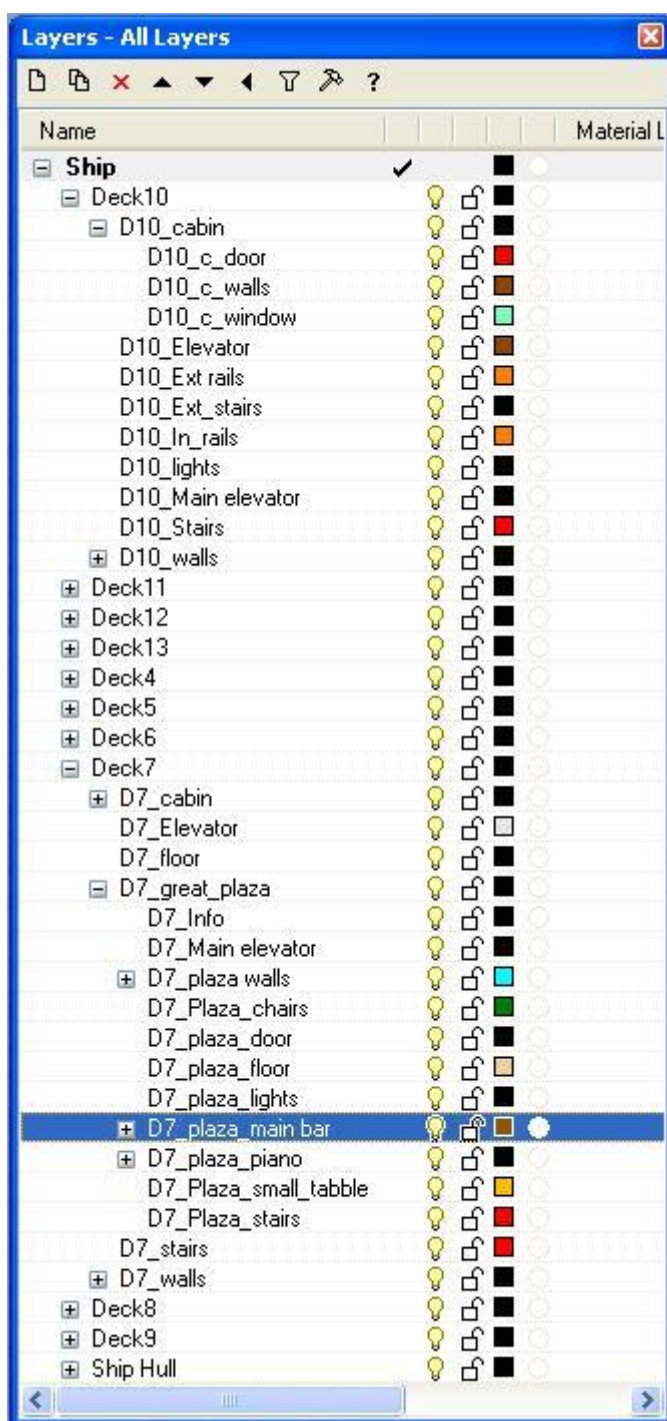 Layers - All Layers
?
Name Material L
Ship
Deck10
D10_cabin
D10_c_door
D10_c_walls
D10_c_window
D10_Elevator
D10_Ext rails
D10_Ext_stairs
D10_In_rails
D10_lights
D10_Main elevator
D10_Stairs
D10_walls
Deck11
Deck12
Deck13
Deck4
Deck5
Deck6
Deck7
D7_cabin
D7_Elevator
D7_floor
D7_great_plaza
D7_Info
D7_Main elevator
D7_plaza walls
D7_Plaza_chairs
D7_plaza_door
D7_plaza_floor
D7_plaza_lights
D7_plaza_main bar
D7_plaza_piano
D7_Plaza_small_tabble
D7_Plaza_stairs
D7_stairs
D7_walls
Deck8
Deck9
Ship Hull